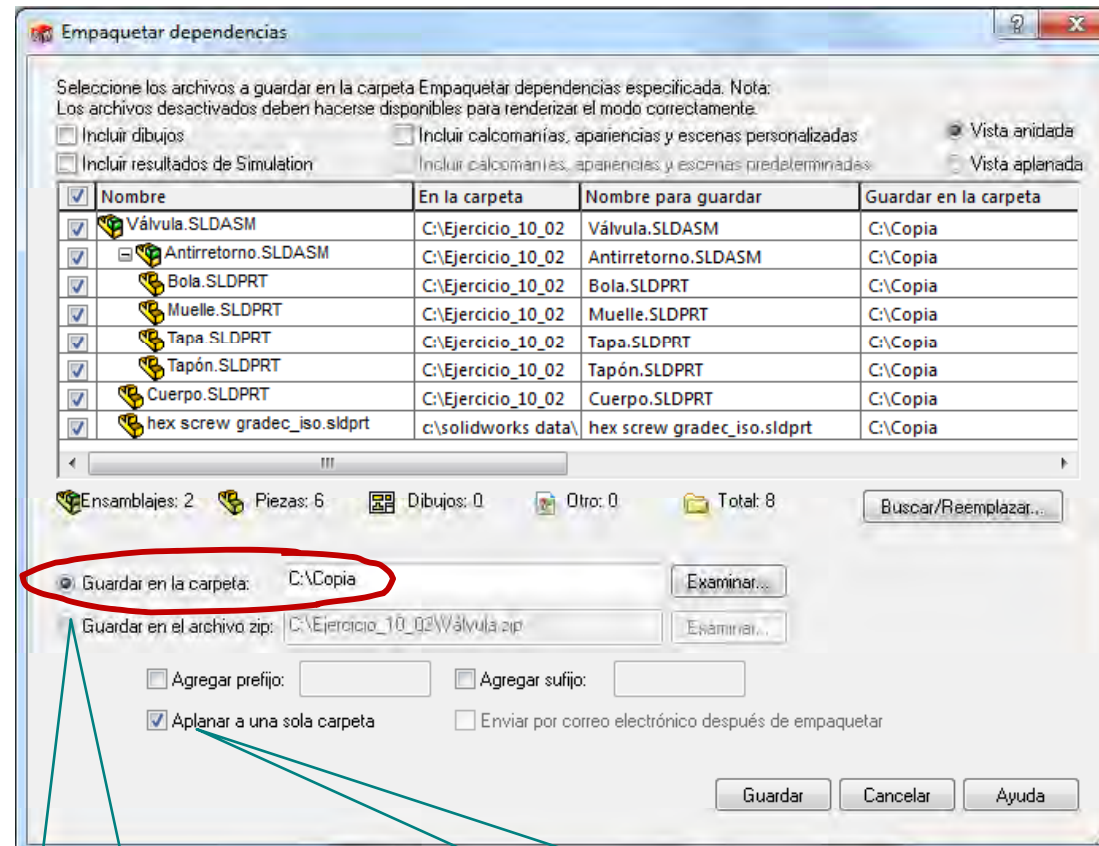 Empaquetar dependencias
Seleccione los archivos a guardar en la carpeta Empaquetar dependencias especificada. Nota:
Los archivos desactivados deben hacerse disponibles para renderizar el modo correctamente.
Incluir dibujos Incluir calcomanías, apariencias y escenas personalizadas Vista anidada
Incluir resultados de Simulation Incluir calcomanías, apariencias y escenas predeterminadas Vista aplanada
Nombre En la carpeta Nombre para guardar Guardar en la carpeta
Válvula.SLDASM C:\Ejercicio_10_02 Válvula.SLDASM C:\Copia
Antirretorno.SLDASM C:\Ejercicio_10_02 Antirretorno.SLDASM C:\Copia
Bola.SLDPRT C:\Ejercicio_10_02 Bola.SLDPRT C:\Copia
Muelle.SLDPRT C:\Ejercicio_10_02 Muelle.SLDPRT C:\Copia
Tapa.SLDPRT C:\Ejercicio_10_02 Tapa.SLDPRT C:\Copia
Tapón.SLDPRT C:\Ejercicio_10_02 Tapón.SLDPRT C:\Copia
Cuerpo.SLDPRT C:\Ejercicio_10_02 Cuerpo.SLDPRT C:\Copia
hex screw gradec_iso.sldprt c:\solidworks data\ hex screw gradec_iso.sldprt C:\Copia
Ensamblajes: 2 Piezas: 6 Dibujos: 0 Otro: 0 Total: 8 Buscar/Reemplazar...
Guardar en la carpeta: C:\Copia Examinar...
Guardar en el archivo zip: C:\Ejercicio_10_02\Válvula.zip Examinar...
Agregar prefijo: Agregar sufijo:
Aplanar a una sola carpeta Enviar por correo electrónico después de empaquetar
Guardar Cancelar Ayuda